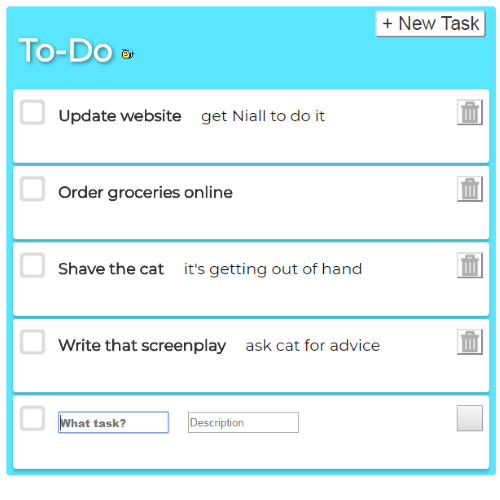 + New Task
To-Do
Update website get Niall to do it
Order groceries online
Shave the cat it's getting out of hand
Write that screenplay ask cat for advice
What task? Description